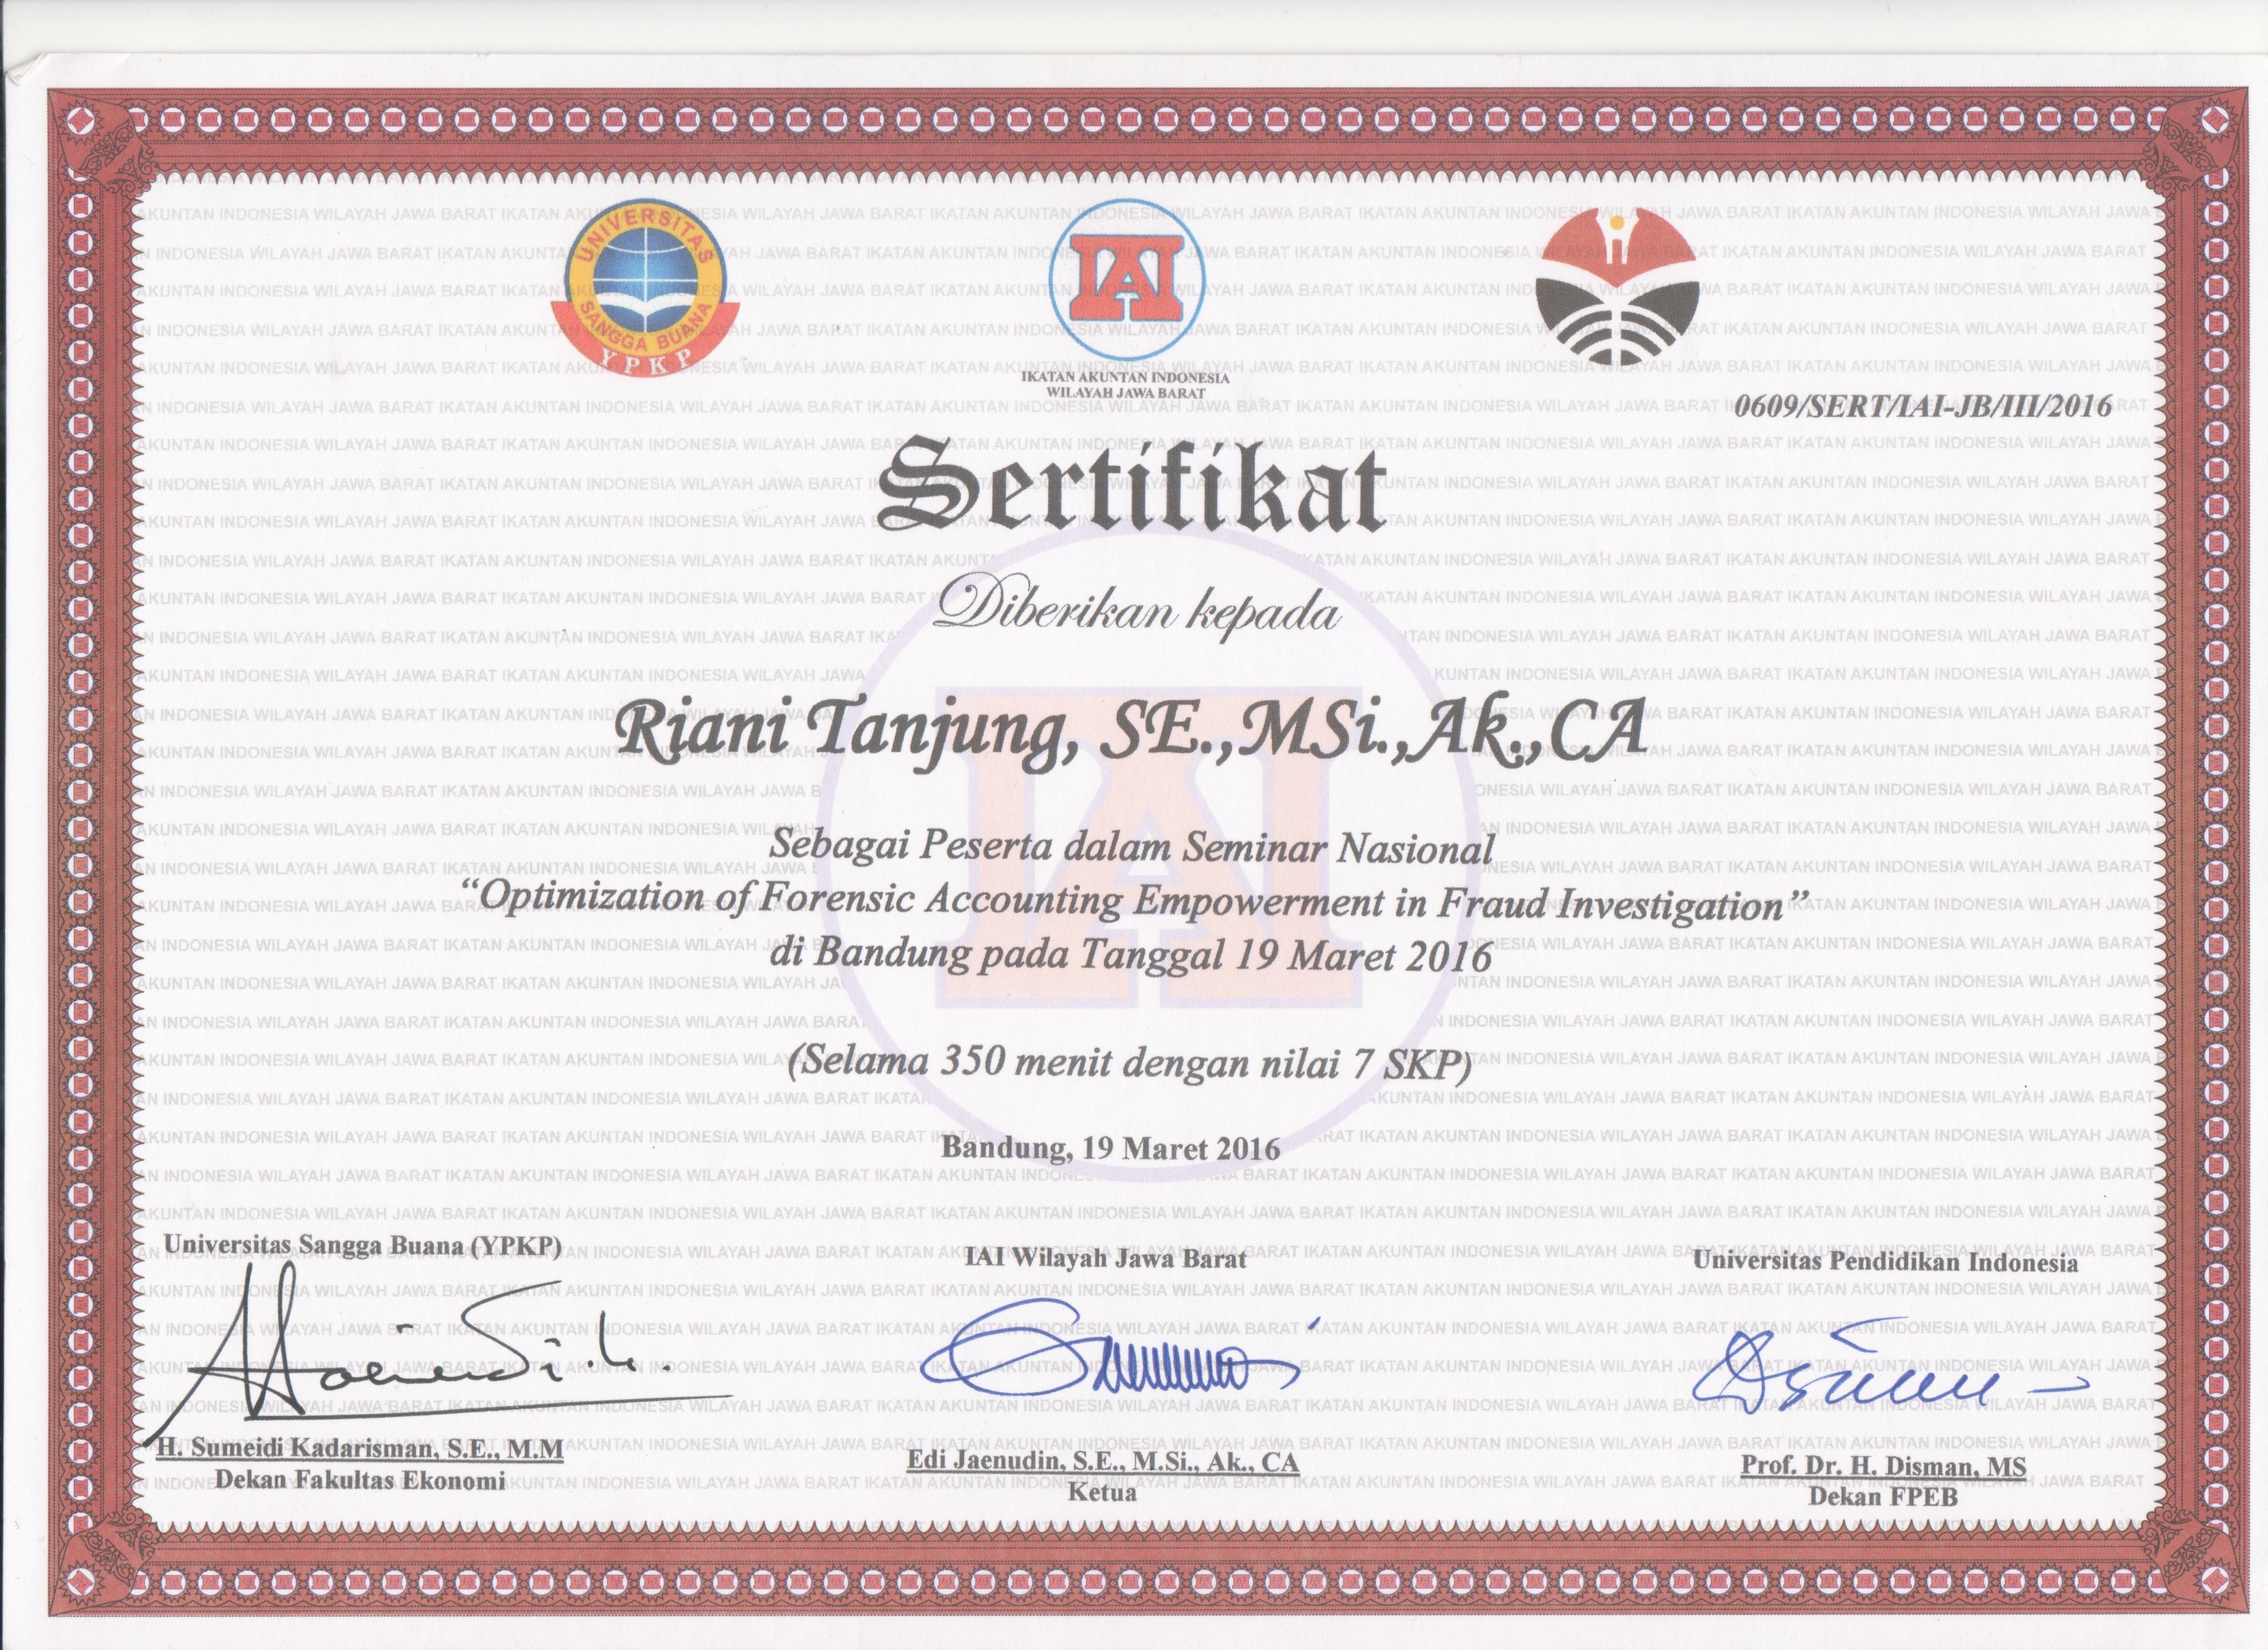 UNIVERSITAS
SANGGA BUANA
YPKP
IAI
IKATAN AKUNTAN INDONESIA
WILAYAH JAWA BARAT
0609/SERT/IAI-JB/III/2016
Sertifikat
Diberikan kepada
Riani Tanjung, SE.,MSi.,Ak.,CA
Sebagai Peserta dalam Seminar Nasional
“Optimization of Forensic Accounting Empowerment in Fraud Investigation”
di Bandung pada Tanggal 19 Maret 2016
(Selama 350 menit dengan nilai 7 SKP)
Bandung, 19 Maret 2016
Universitas Sangga Buana (YPKP)
IAI Wilayah Jawa Barat
Universitas Pendidikan Indonesia
H. Sumeidi Kadarisman, S.E., M.M
Dekan Fakultas Ekonomi
Edi Jaenudin, S.E., M.Si., Ak., CA
Ketua
Prof. Dr. H. Disman, MS
Dekan FPEB